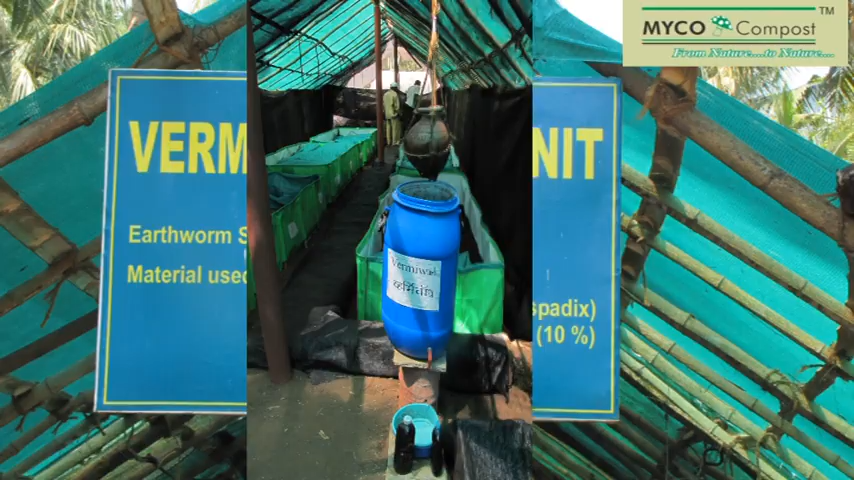 MYCO Compost TM
From Nature....to Nature....
VERM
NIT
Earthworm S
Material used
spadix)
(10 %)
Vermiwash